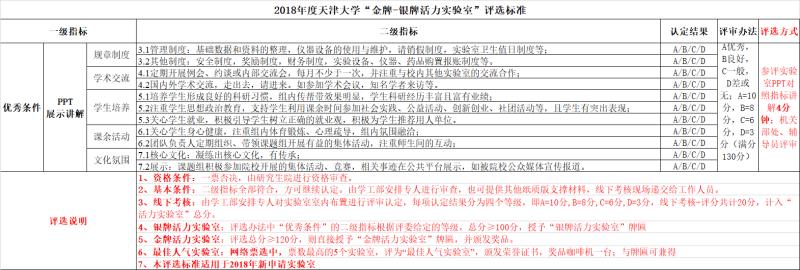 2018年度天津大学“金牌-银牌活力实验室”评选标准
一级指标 二级指标 认定结果 评审办法 评选方式
优秀条件
PPT
展示讲解
规章制度
3.1管理制度：基础数据和资料的整理，仪器设备的使用与维护，请销假制度，实验室卫生值日制度等； A/B/C/D
3.2其他制度：安全制度，奖励制度，财务制度，实验设备、仪器、药品购置报账制度等。 A/B/C/D
学术交流
4.1定期开展例会、约谈或内部交流会，每月不少于一次，并注重与校内其他实验室的交流合作； A/B/C/D
4.2国内外学术交流，走出去，请进来。如参加学术会议，知名学者来访等。 A/B/C/D
学生培养
5.1培养学生形成良好的科研习惯，组内传帮带效果明显，学生科研经历丰富且富有业绩； A/B/C/D
5.2注重学生思想政治教育，支持学生利用课余时间参加社会实践、公益活动、创新创业、社团活动等，且学生有突出表现； A/B/C/D
5.3关心学生就业，积极引导学生树立正确的就业观，积极为学生推荐用人单位。 A/B/C/D
课余活动
6.1关心学生身心健康，注重组内体育锻炼、心理疏导，组内氛围融洽； A/B/C/D
6.2团队负责人定期组织、带领课题组开展有益的集体活动，注重师生间的互动； A/B/C/D
文化氛围
7.1核心文化：凝练出核心文化，有传承； A/B/C/D
7.2展示：课题组积极参加院校开展的集体活动、竞赛，相关事迹在公共平台展示，如被院校公众媒体宣传报道。 A/B/C/D
A优秀，
B良好，
C一般，
D差或
无；A=10
分，B=8
分，C=6
分，D=3
分（满分
130分）
参评实验
室PPT对
照指标讲
解4分
钟；机关
部处、辅
导员评审
评选说明
1、资格条件：一票否决，由研究生院进行资格审查。
2、基本条件：二级指标全部符合，方可继续认定。由学工部安排专人进行审查，也可提供其他纸质版支撑材料，线下考核现场递交给工作人员。
3、线下考核：由学工部安排专人对实验室室内布置进行评审认定，每项认定结果分为四个等级，即A=10分,B=8分,C=6分,D=3分，线下考核-评分共计20分，计入“
活力实验室”总分。
4、银牌活力实验室：评选办法中“优秀条件”的二级指标根据评委给定的等级，总分≥100分，授予“银牌活力实验室”牌匾
5、金牌活力实验室：评选总分≥120分，则直接授予“金牌活力实验室”牌匾，并颁发奖品。
6、最佳人气实验室：网络票选中，票数最高的5个实验室，评为“最佳人气实验室”，颁发荣誉证书，奖品咖啡机一台；与牌匾可兼得
7、本评选标准适用于2018年新申请实验室